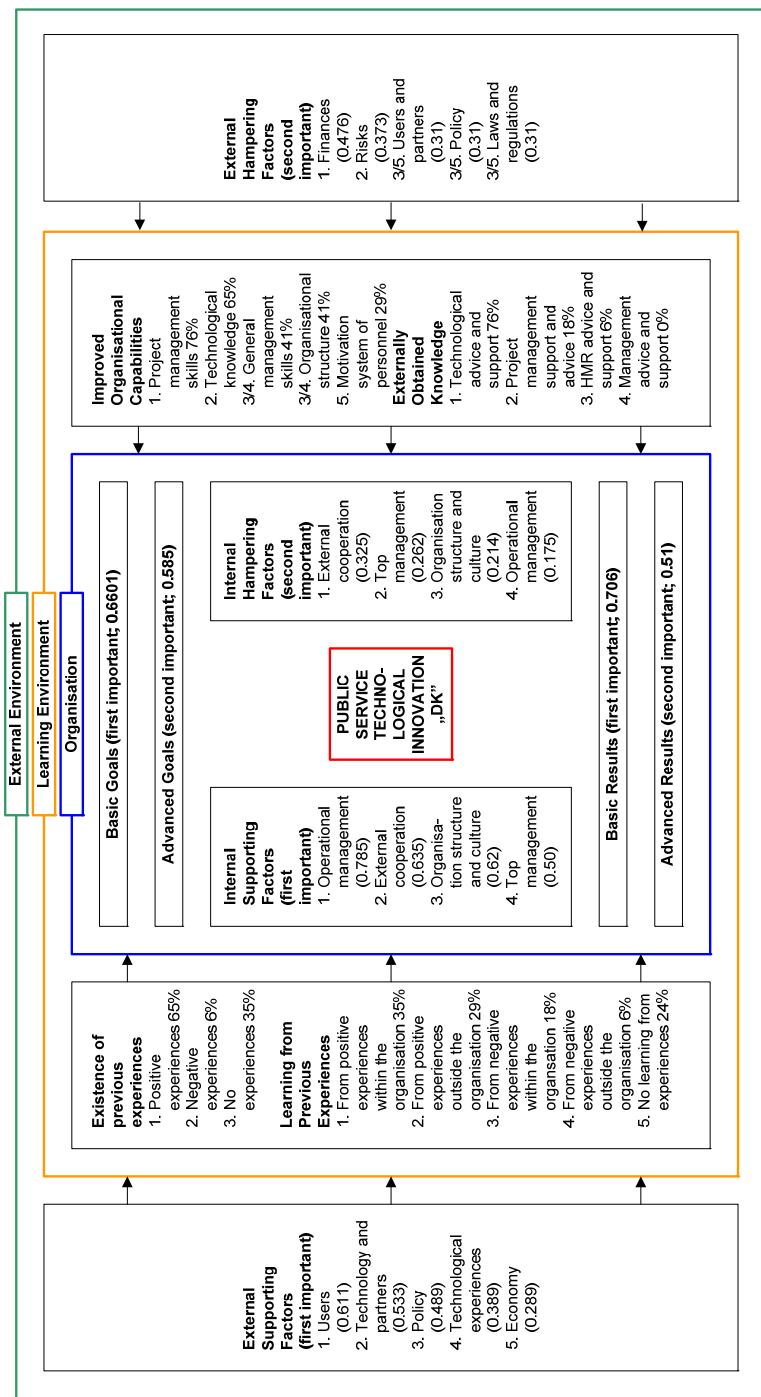 External Environment
Learning Environment
Organisation
External
Supporting
Factors
(first important)
1. Users
(0.611)
2. Technology and
partners
(0.533)
3. Policy
(0.489)
4. Technological
experiences
(0.389)
5. Economy
(0.289)
Existence of
previous
experiences
1. Positive
experiences 65%
2. Negative
experiences 6%
3. No
experiences 35%
Learning from
Previous
Experiences
1. From positive
experiences
within the
organisation 35%
2. From positive
experiences
outside the
organisation 29%
3. From negative
experiences
within the
organsation 18%
4. From negative
experiences
outside the
organisation 6%
5. No learning from
experiences 24%
Basic Goals (first important; 0.6601)
Advanced Goals (second important; 0.585)
Internal
Supporting
Factors
(first
important)
1. Operational
management
(0.785)
2. External
cooperation
(0.635)
3. Organisa-
tion structure
and culture
(0.62)
4. Top
management
(0.50)
PUBLIC
SERVICE
TECHNO-
LOGICAL
INNOVATION
„DK”
Internal
Hampering
Factors
(second
important)
1. External
cooperation
(0.325)
2. Top
management
(0.262)
3. Organisation
structure and
culture
(0.214)
4. Operational
management
(0.175)
Basic Results (first important; 0.706)
Advanced Results (second important; 0.51)
Improved
Organisational
Capabilities
1. Project
management
skills 76%
2. Technological
knowledge 65%
3/4. General
management
skills 41%
3/4. Organisational
structure 41%
5. Motivation
system of
personnel 29%
Externally
Obtained
Knowledge
1. Technological
advice and
support 76%
2. Project
management
support and
advice 18%
3. HMR advice and
support 6%
4. Management
advice and
support 0%
External
Hampering
Factors
(second
important)
1. Finances
(0.476)
2. Risks
(0.373)
3/5. Users and
partners
(0.31)
3/5. Policy
(0.31)
3/5. Laws and
regulations
(0.31)